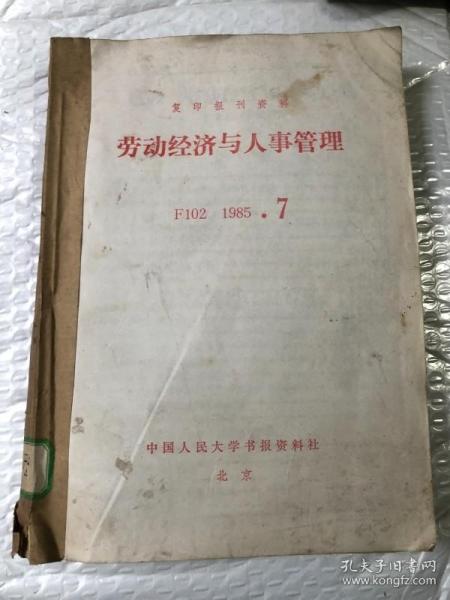 复印报刊资料
劳动经济与人事管理
F102 1985.7
中国人民大学书报资料社
北京
孔夫子旧书网
www.kongfz.com